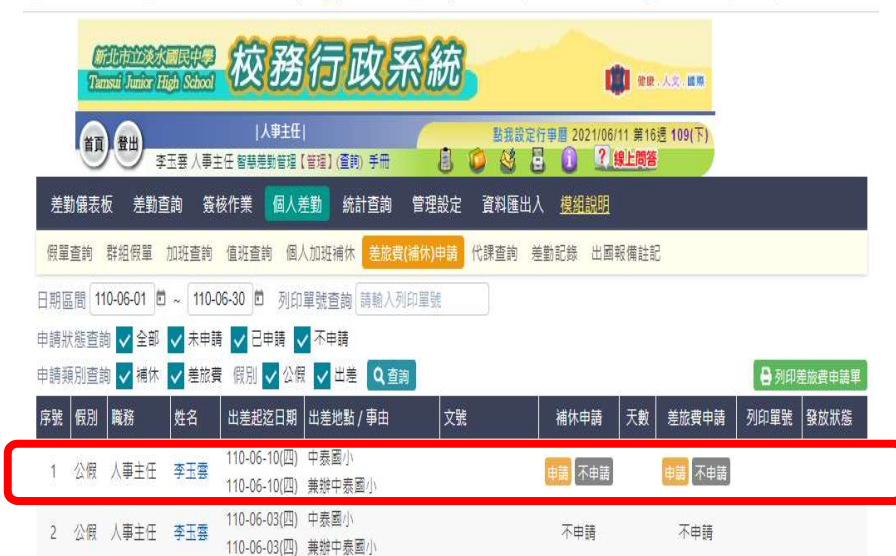 新北市立淡水國民中學
Tamsui Junior High School
校務行政系統
健康．人文．國際
首頁 登出
|人事主任|
點我設定行事曆 2021/06/11 第16週 109(下)
李玉雲 人事主任 智慧差勤管理【管理】(查詢) 手冊
線上問答
差勤儀表板 差勤查詢 簽核作業 個人差勤 統計查詢 管理設定 資料匯出入 模組說明
假單查詢 群組假單 加班查詢 值班查詢 個人加班補休 差旅費(補休)申請 代課查詢 差勤記錄 出國報備註記
日期區間 110-06-01 ~ 110-06-30 列印單號查詢 請輸入列印單號
申請狀態查詢 全部 未申請 已申請 不申請
申請類別查詢 補休 差旅費 假別 公假 出差 查詢 列印差旅費申請單
序號 假別 職務 姓名 出差起迄日期 出差地點 / 事由 文號 補休申請 天數 差旅費申請 列印單號 發放狀態
110-06-10(四) 中泰國小
1 公假 人事主任 李玉雲 申請 不申請 申請 不申請
110-06-10(四) 兼辦中泰國小
110-06-03(四) 中泰國小
2 公假 人事主任 李玉雲 不申請 不申請
110-06-03(四) 兼辦中泰國小